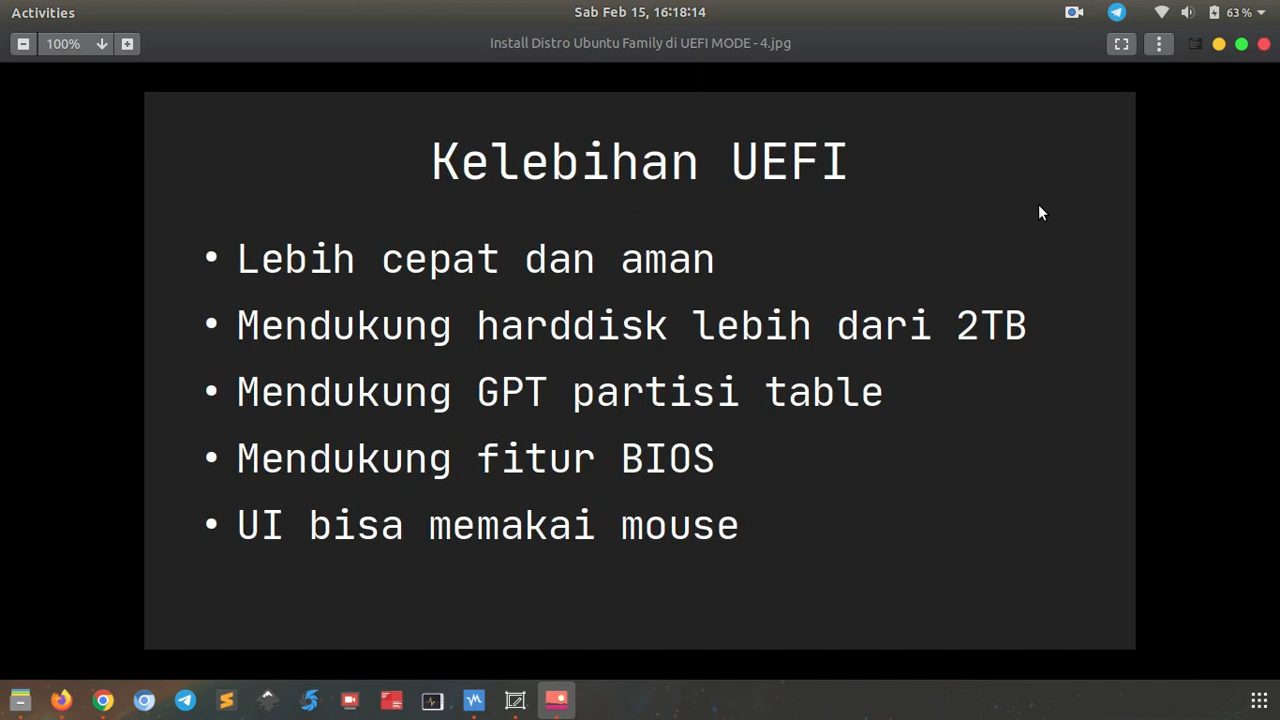 Activities
Sab Feb 15, 16:18:14
63 %
100%
Install Distro Ubuntu Family di UEFI MODE - 4.jpg
Kelebihan UEFI
• Lebih cepat dan aman
• Mendukung harddisk lebih dari 2TB
• Mendukung GPT partisi table
• Mendukung fitur BIOS
• UI bisa memakai mouse